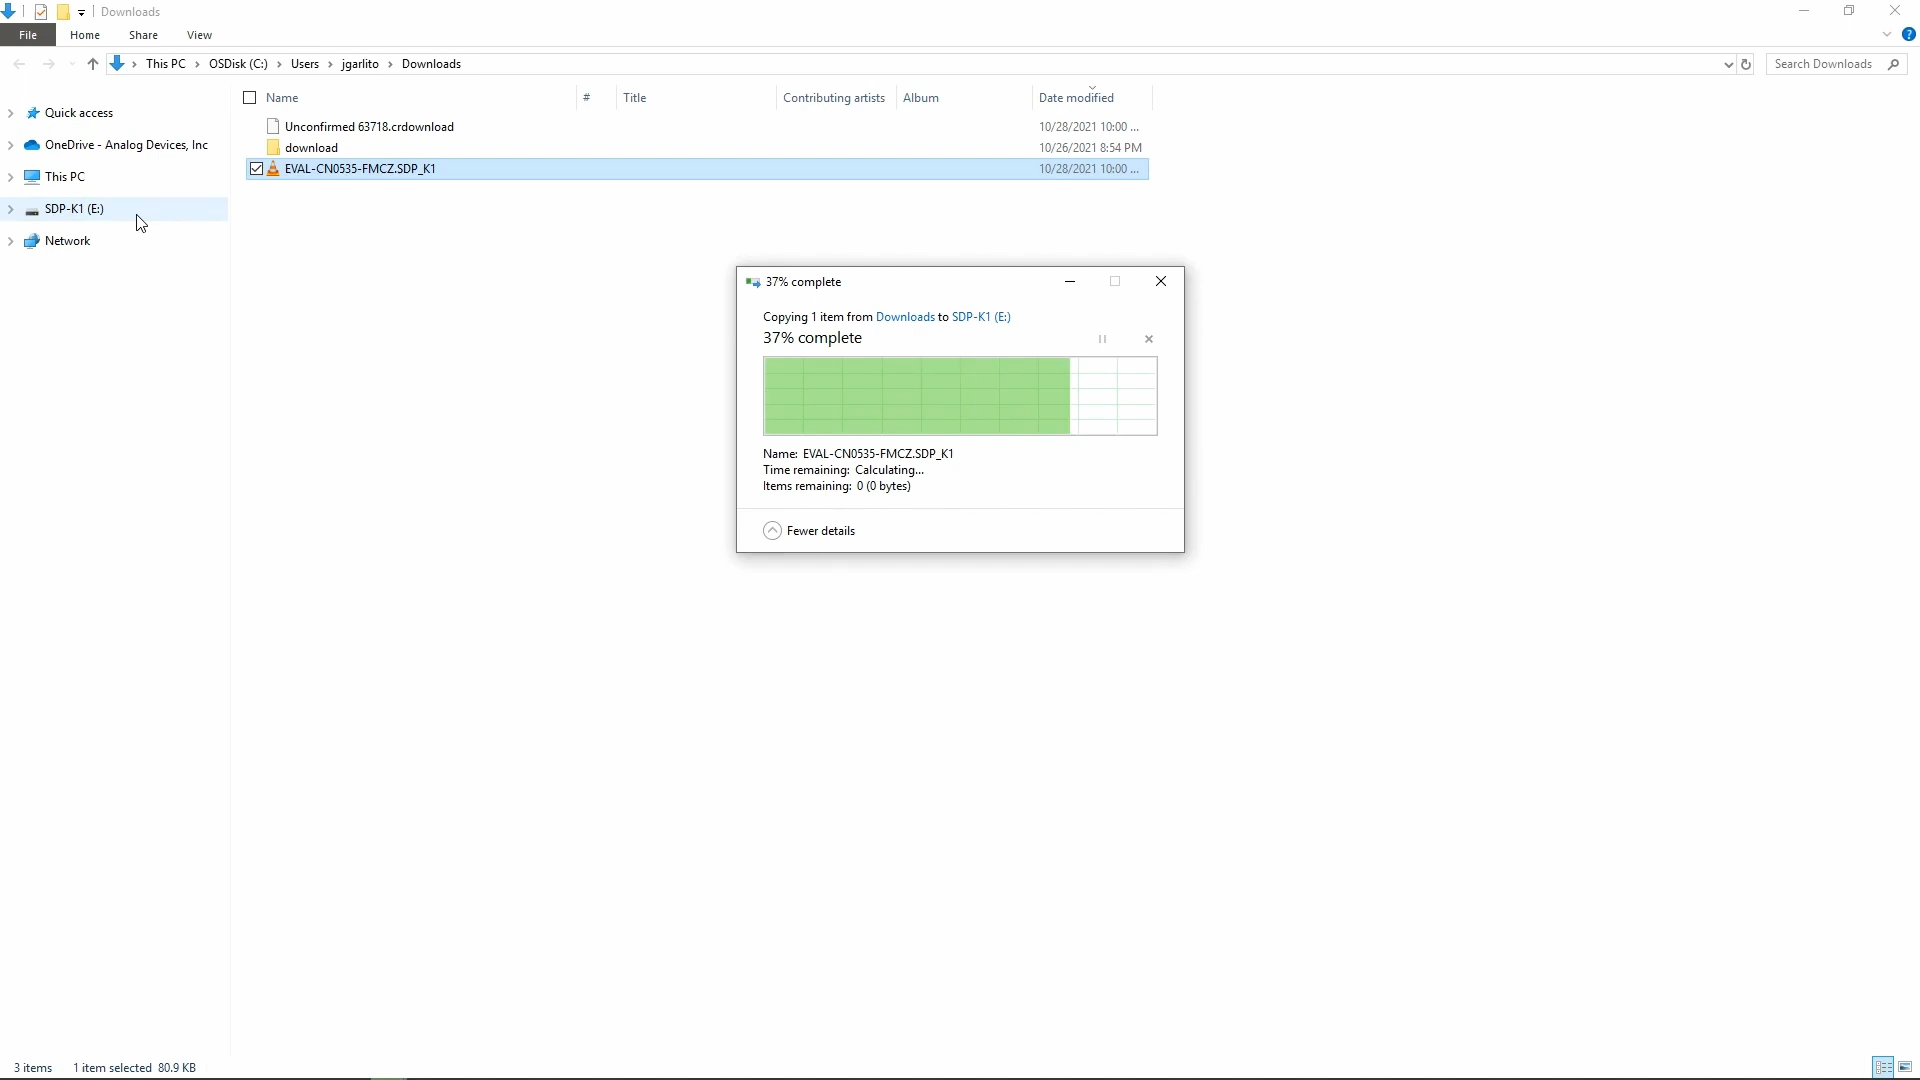 Downloads
File Home Share View
This PC > OSDisk (C:) > Users > jgarlito > Downloads
Search Downloads
Name # Title Contributing artists Album Date modified
Quick access
OneDrive - Analog Devices, Inc
This PC
SDP-K1 (E:)
Network
Unconfirmed 63718.crdownload 10/28/2021 10:00 ...
download 10/26/2021 8:54 PM
EVAL-CN0535-FMCZ.SDP_K1 10/28/2021 10:00 ...
37% complete
Copying 1 item from Downloads to SDP-K1 (E:)
37% complete
Name: EVAL-CN0535-FMCZ.SDP_K1
Time remaining: Calculating...
Items remaining: 0 (0 bytes)
Fewer details
3 items 1 item selected 80.9 KB